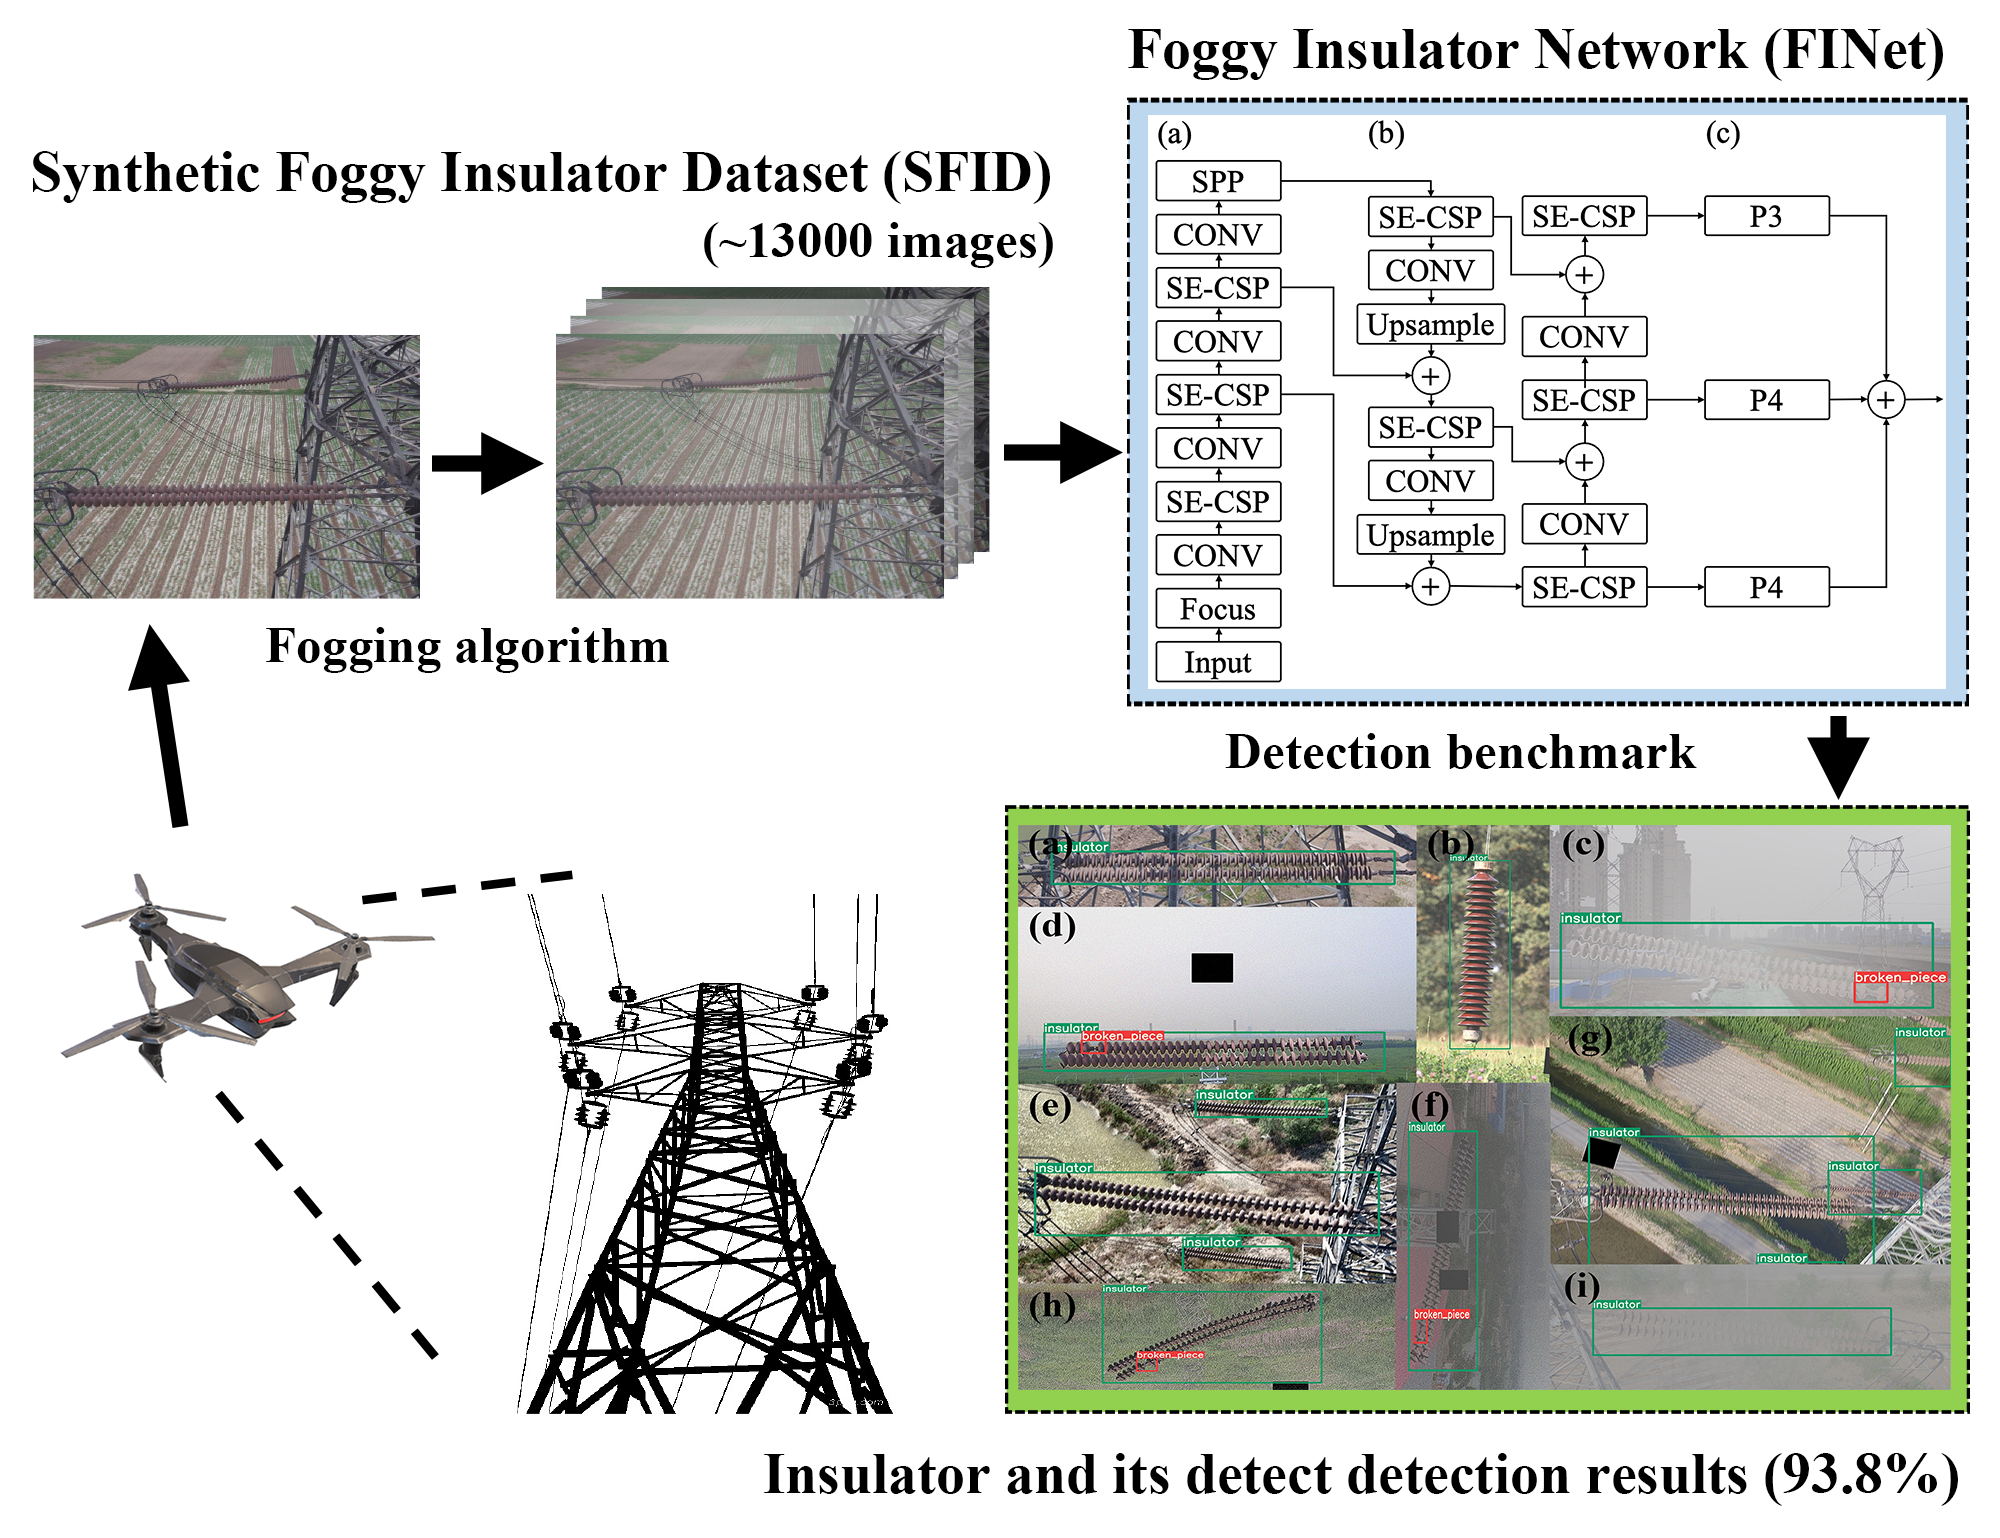 Foggy Insulator Network (FINet)
Synthetic Foggy Insulator Dataset (SFID)
(~13000 images)
Fogging algorithm
(a)
SPP
CONV
SE-CSP
CONV
SE-CSP
CONV
SE-CSP
CONV
Focus
Input
(b)
SE-CSP
CONV
Upsample
+
SE-CSP
CONV
Upsample
+
SE-CSP
+
CONV
SE-CSP
+
CONV
SE-CSP
(c)
P3
P4
P4
+
Detection benchmark
(a)
insulator
(b)
insulator
(c)
insulator
broken_piece
(d)
insulator
broken_piece
(e)
insulator
insulator
insulator
(f)
insulator
broken_piece
(g)
insulator
insulator
insulator
insulator
(h)
insulator
broken_piece
(i)
insulator
Insulator and its detect detection results (93.8%)